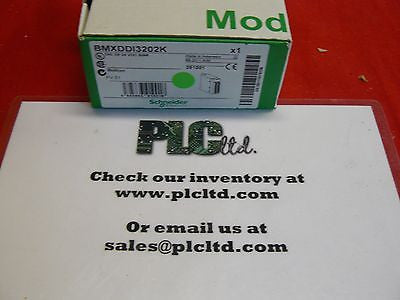 Mod
BMXDDI3202K
x1
Schneider
PLC ltd.
Check our inventory at
www.plcltd.com
Or email us at
sales@plcltd.com